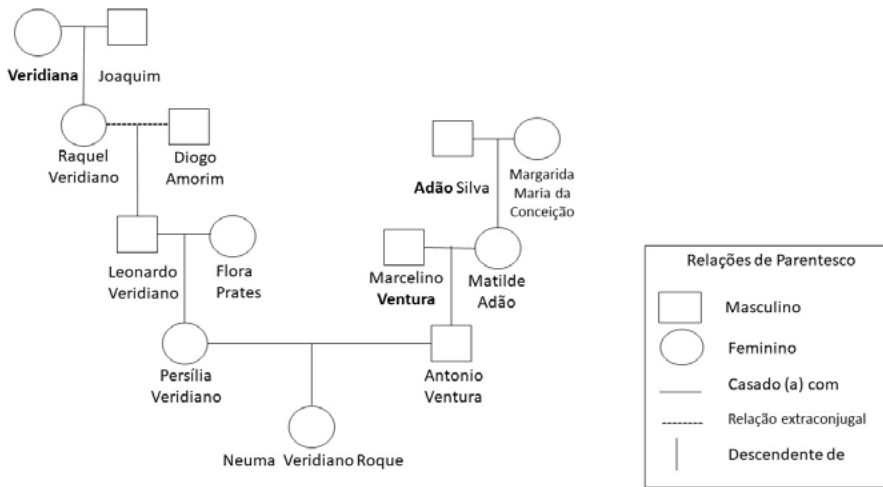 Veridiana Joaquim
Raquel
Veridiano
Diogo
Amorim
Adão Silva
Margarida
Maria da
Conceição
Leonardo
Veridiano
Flora
Prates
Marcelino
Ventura
Matilde
Adão
Persília
Veridiano
Antonio
Ventura
Neuma Veridiano Roque
Relações de Parentesco
Masculino
Feminino
Casado (a) com
Relação extraconjugal
Descendente de